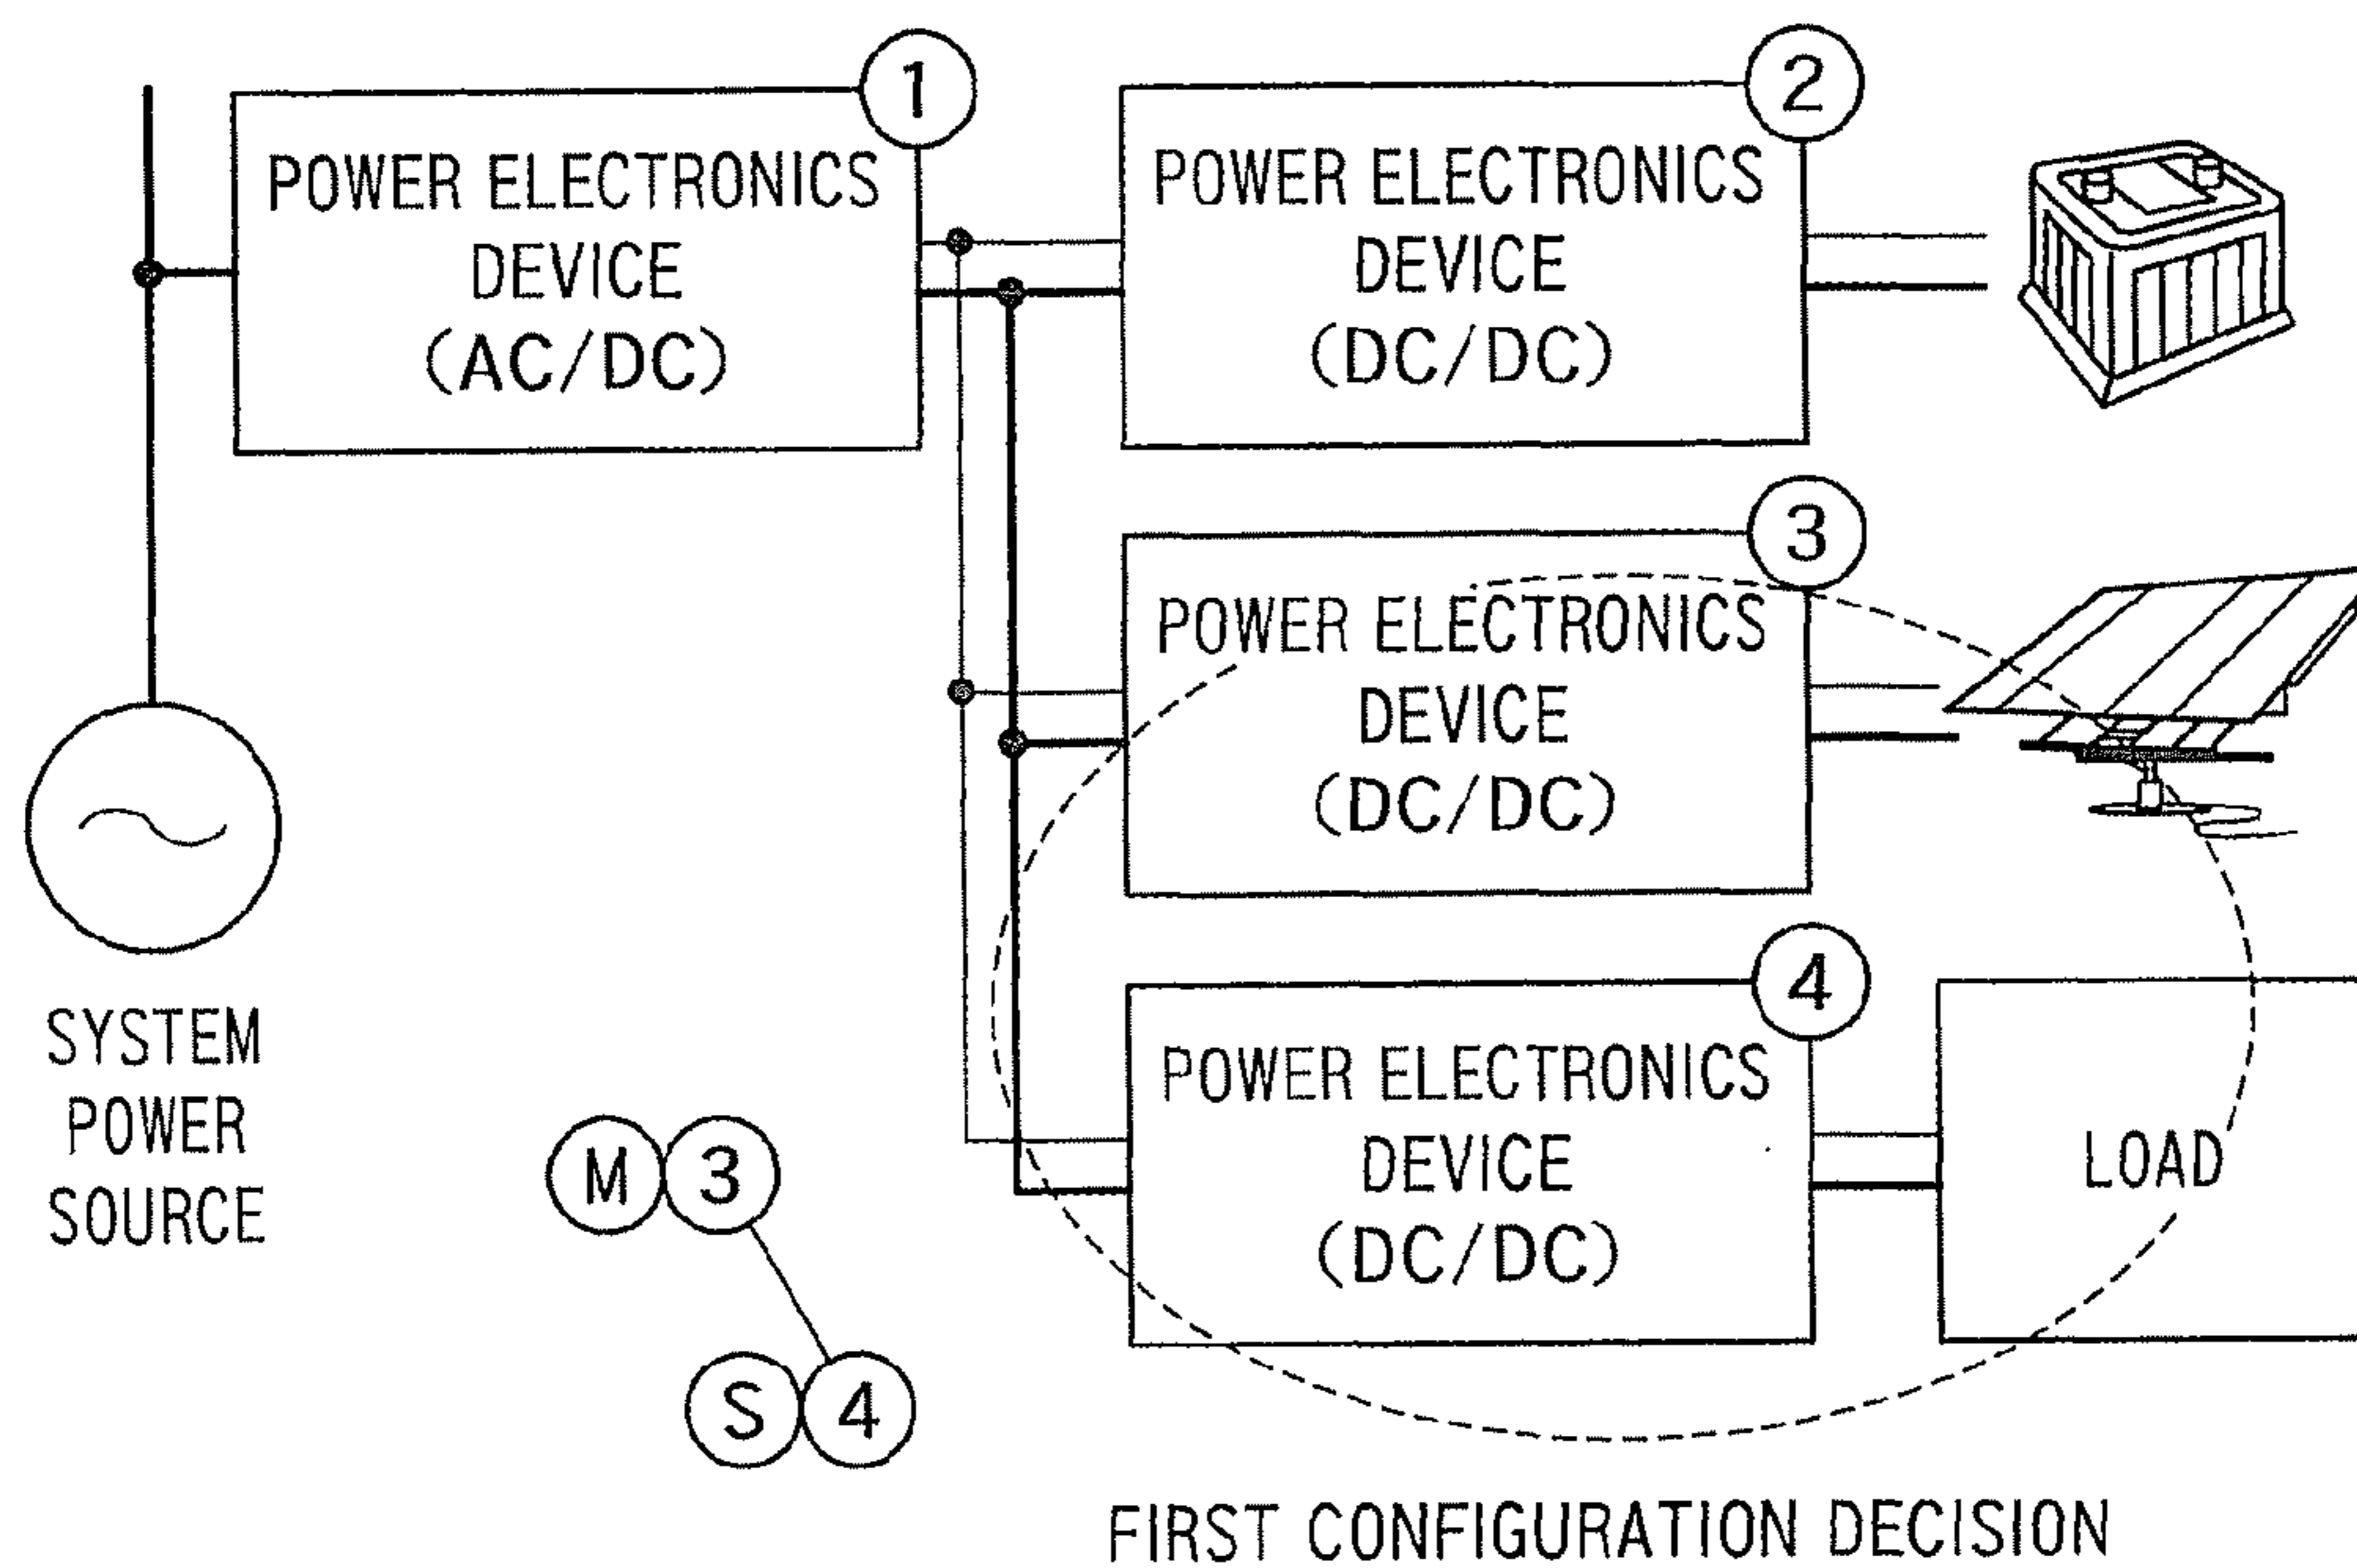 1
POWER ELECTRONICS
DEVICE
(AC/DC)
2
POWER ELECTRONICS
DEVICE
(DC/DC)
3
POWER ELECTRONICS
DEVICE
(DC/DC)
4
POWER ELECTRONICS
DEVICE
(DC/DC)
LOAD
SYSTEM
POWER
SOURCE
M 3
S 4
FIRST CONFIGURATION DECISION